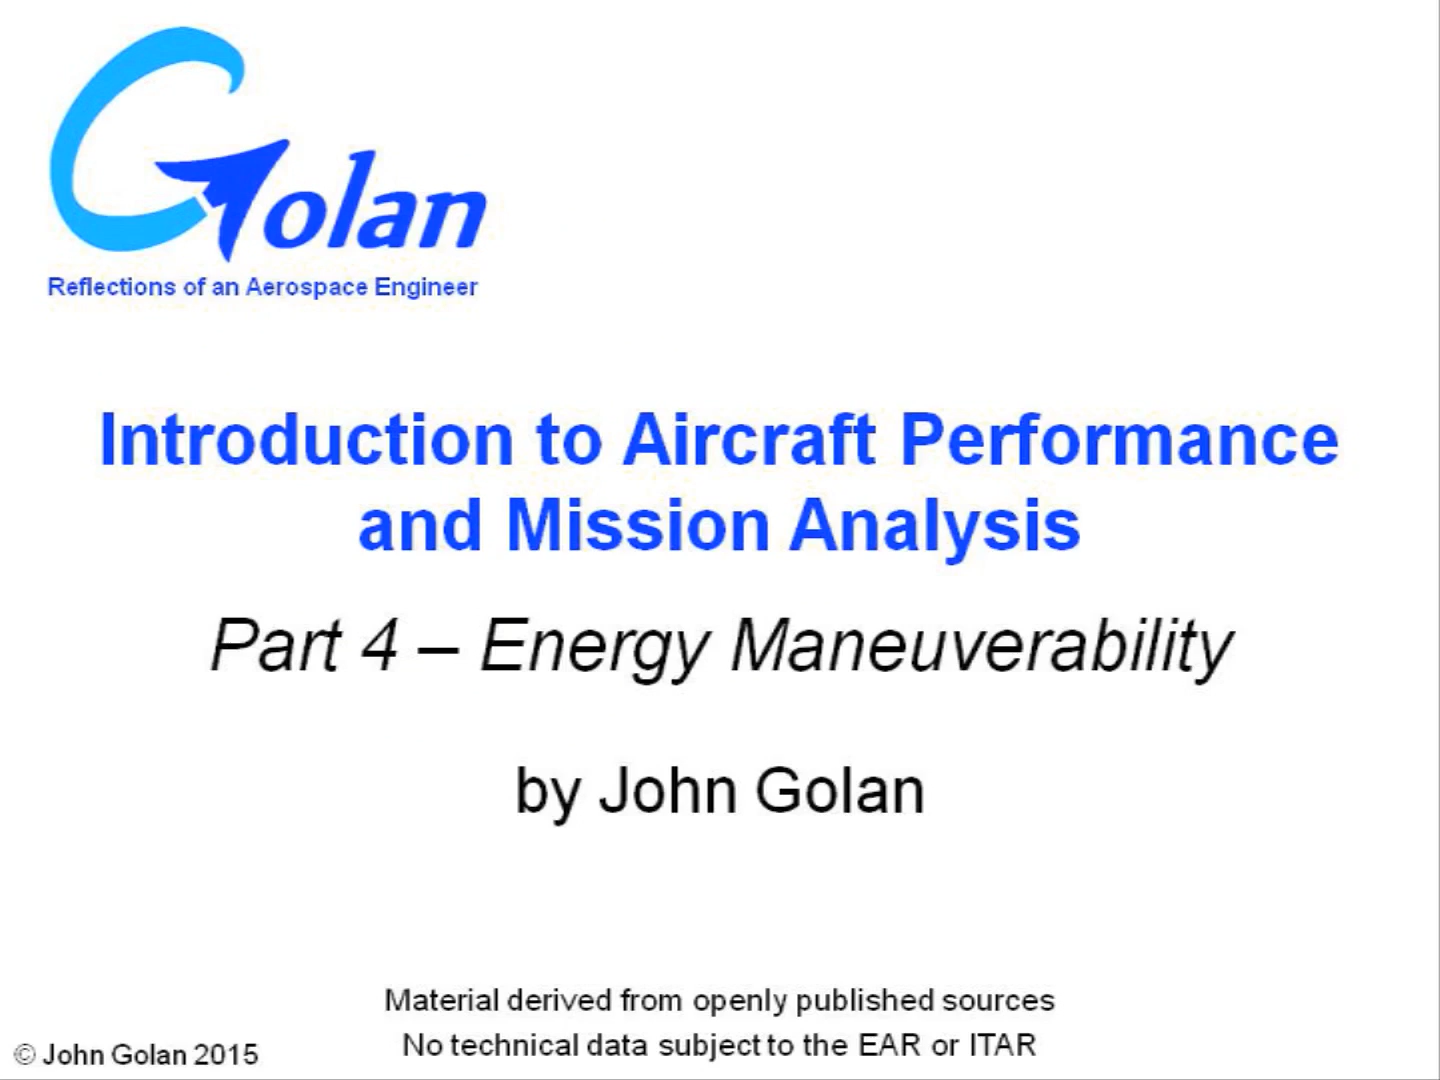 Golan
Reflections of an Aerospace Engineer
Introduction to Aircraft Performance
and Mission Analysis
Part 4 – Energy Maneuverability
by John Golan
Material derived from openly published sources
No technical data subject to the EAR or ITAR
© John Golan 2015